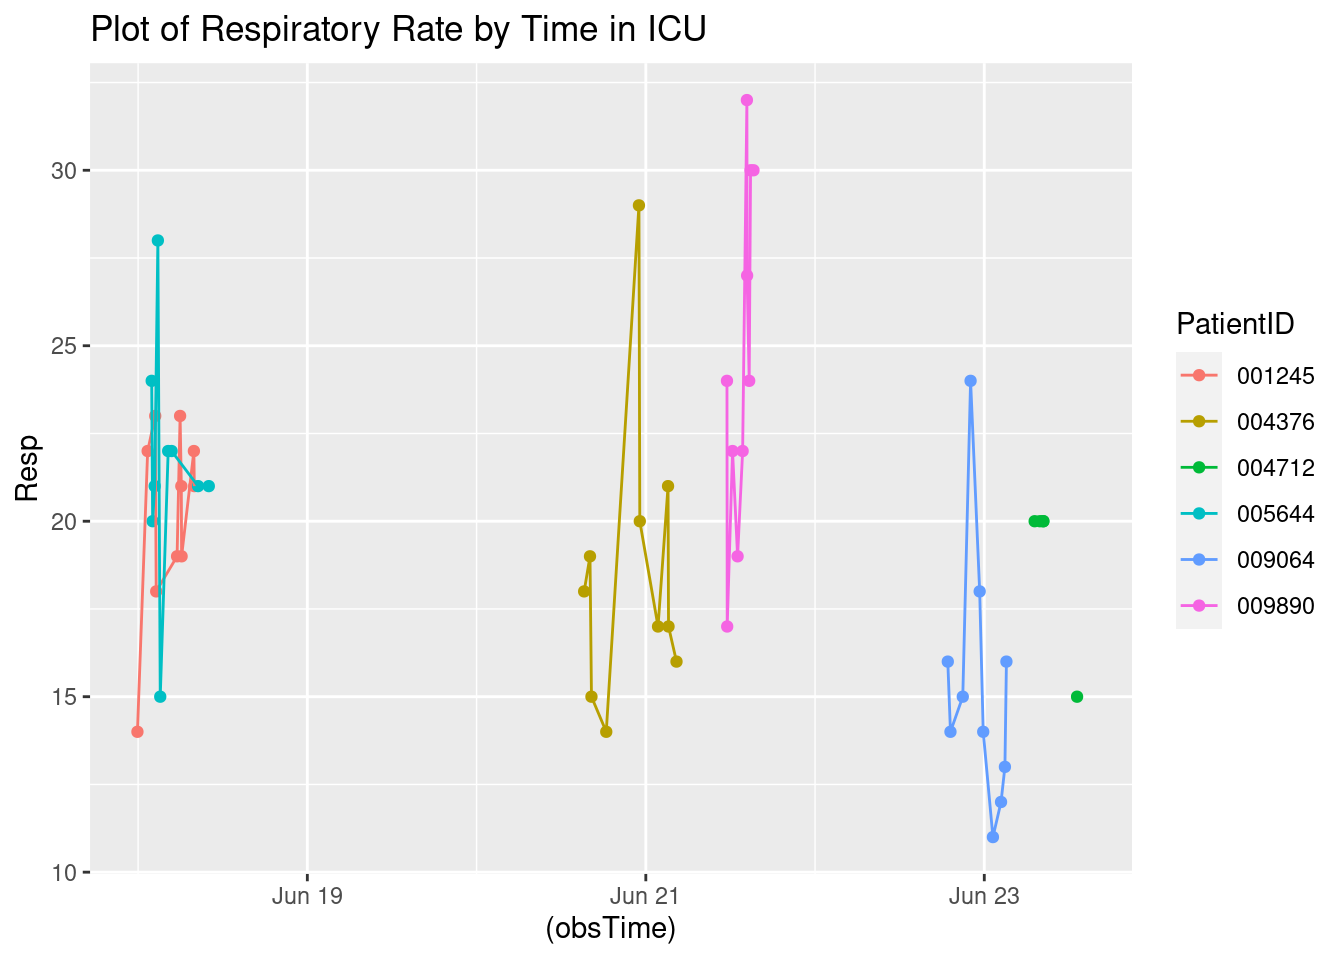 Plot of Respiratory Rate by Time in ICU
Resp
30
25
20
15
10
Jun 19 Jun 21 Jun 23
(obsTime)
PatientID
001245
004376
004712
005644
009064
009890